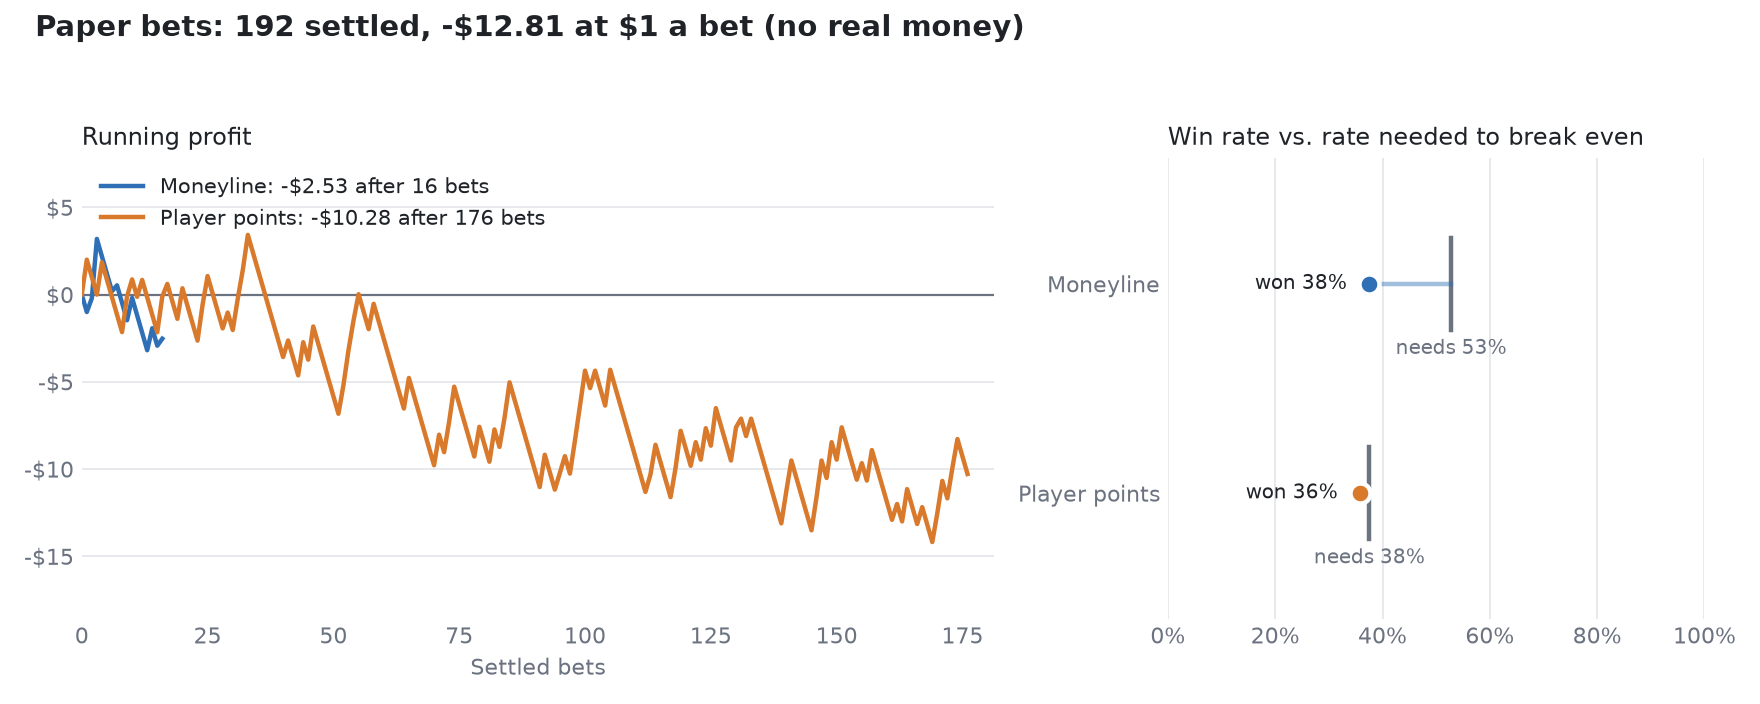 Paper bets: 192 settled, -$12.81 at $1 a bet (no real money)
Running profit
Moneyline: -$2.53 after 16 bets
Player points: -$10.28 after 176 bets
$5
$0
-$5
-$10
-$15
0 25 50 75 100 125 150 175
Settled bets
Win rate vs. rate needed to break even
Moneyline
won 38%
needs 53%
Player points
won 36%
needs 38%
0% 20% 40% 60% 80% 100%